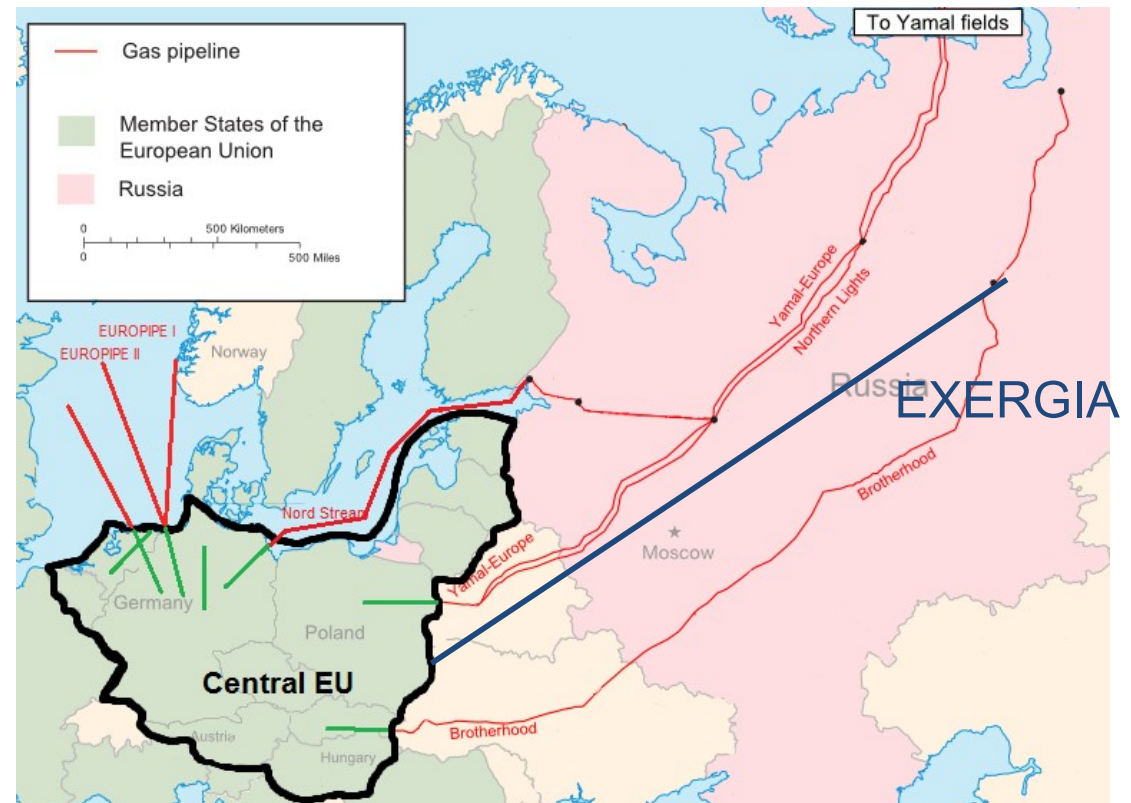 To Yamal fields
Gas pipeline
Member States of the
European Union
Russia
0
500 Kilometers
0
500 Miles
EUROPIPE I
EUROPIPE II
Norway
Yamal-Europe
Northern Lights
Russia
EXERGIA
Brotherhood
Nord Stream
Moscow
Yamal-Europe
Germany
Poland
Central EU
Austria
Brotherhood
Hungary